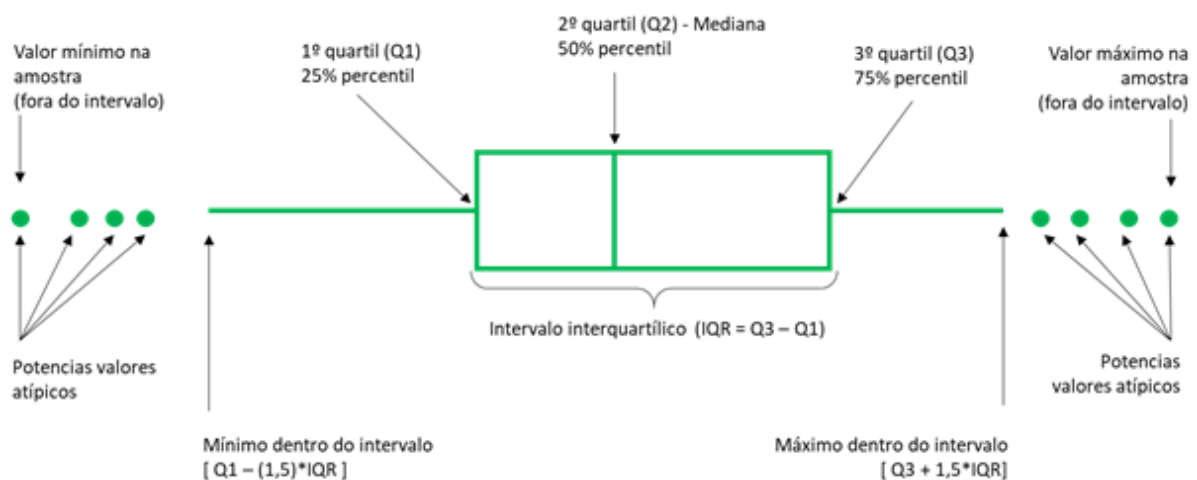 2º quartil (Q2) - Mediana
50% percentil
Valor mínimo na
amostra
(fora do intervalo)
1º quartil (Q1)
25% percentil
3º quartil (Q3)
75% percentil
Valor máximo na
amostra
(fora do intervalo)
Intervalo interquartílico (IQR = Q3 – Q1)
Potencias valores
atípicos
Potencias
valores atípicos
Mínimo dentro do intervalo
[ Q1 – (1,5)*IQR ]
Máximo dentro do intervalo
[ Q3 + 1,5*IQR]